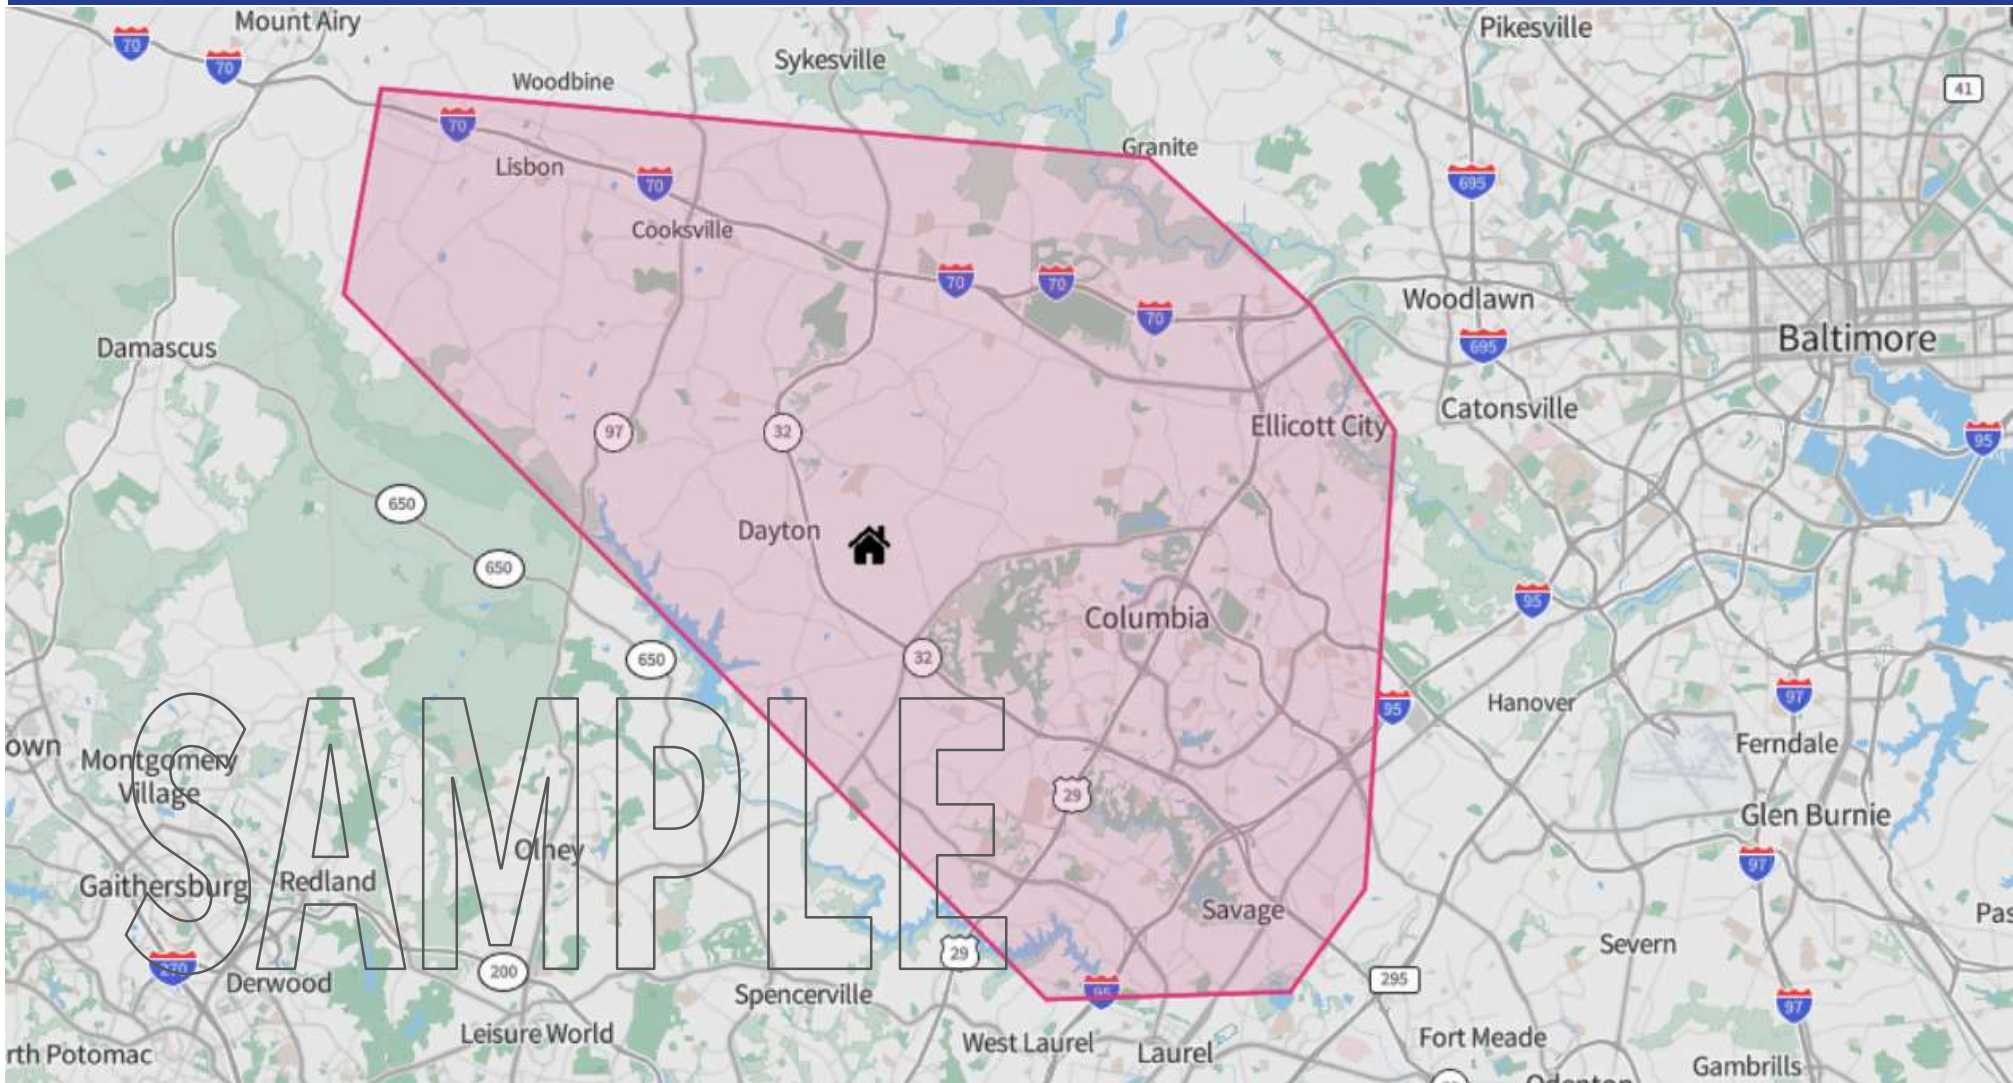 Mount Airy
Pikesville
70
70
Sykesville
Woodbine
41
70
Granite
Lisbon
70
695
Cooksville
70
70
70
Woodlawn
Damascus
695
Baltimore
Catonsville
97
32
Ellicott City
95
650
Dayton
650
95
Columbia
650
32
97
95
Hanover
own
Montgomery
Village
Ferndale
29
Glen Burnie
SAMPLE
Olney
97
Gaithersburg
Redland
Savage
Pas
Severn
29
270
200
295
Derwood
95
Spencerville
97
Leisure World
West Laurel
Laurel
Fort Meade
rth Potomac
Gambrills
Odenton